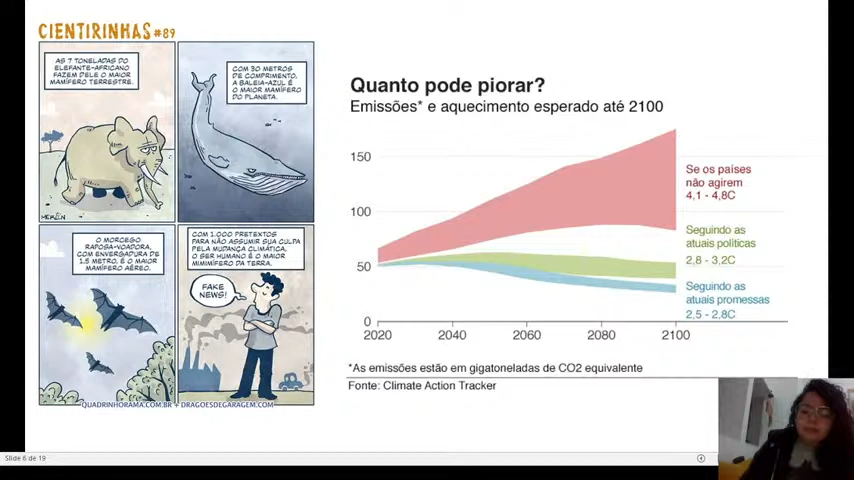 CIENTIRINHAS #89
AS 7 TONELADAS DO
ELEFANTE-AFRICANO
FAZEM DELE O MAIOR
MAMÍFERO TERRESTRE.
COM 30 METROS
DE COMPRIMENTO,
A BALEIA-AZUL É
O MAIOR MAMÍFERO
DO PLANETA.
MERLIN
O MORCEGO
RAPOSA-VOADORA,
COM ENVERGADURA DE
1,5 METRO, É O MAIOR
MAMÍFERO AÉREO.
COM 1.000 PRETEXTOS
PARA NÃO ASSUMIR SUA CULPA
PELA MUDANÇA CLIMÁTICA,
O SER HUMANO É O MAIOR
MIMIMÍFERO DA TERRA.
FAKE
NEWS!
QUADRINHORAMA.COM.BR + DRAGOESDEGARAGEM.COM
Quanto pode piorar?
Emissões* e aquecimento esperado até 2100
150
100
50
0
2020
2040
2060
2080
2100
Se os países
não agirem
4,1 - 4,8C
Seguindo as
atuais políticas
2,8 - 3,2C
Seguindo as
atuais promessas
2,5 - 2,8C
*As emissões estão em gigatoneladas de CO2 equivalente
Fonte: Climate Action Tracker
Slide 6 de 19